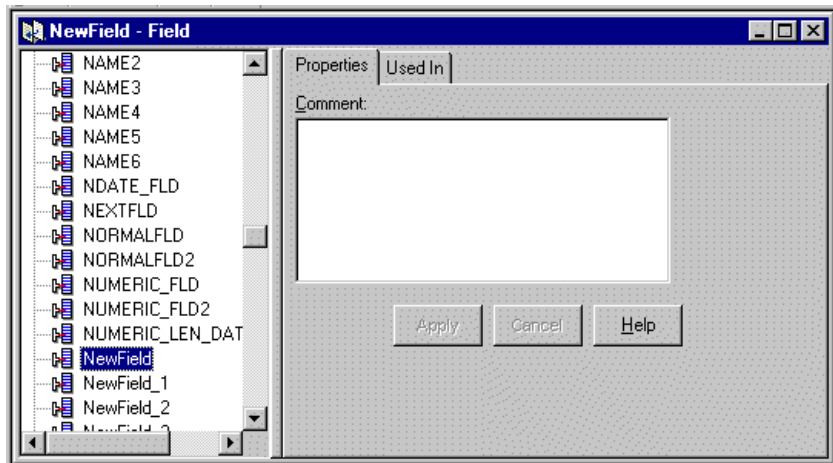 NewField - Field
NAME2
NAME3
NAME4
NAME5
NAME6
NDATE_FLD
NEXTFLD
NORMALFLD
NORMALFLD2
NUMERIC_FLD
NUMERIC_FLD2
NUMERIC_LEN_DAT
NewField
NewField_1
NewField_2
Properties
Used In
Comment:
Apply
Cancel
Help